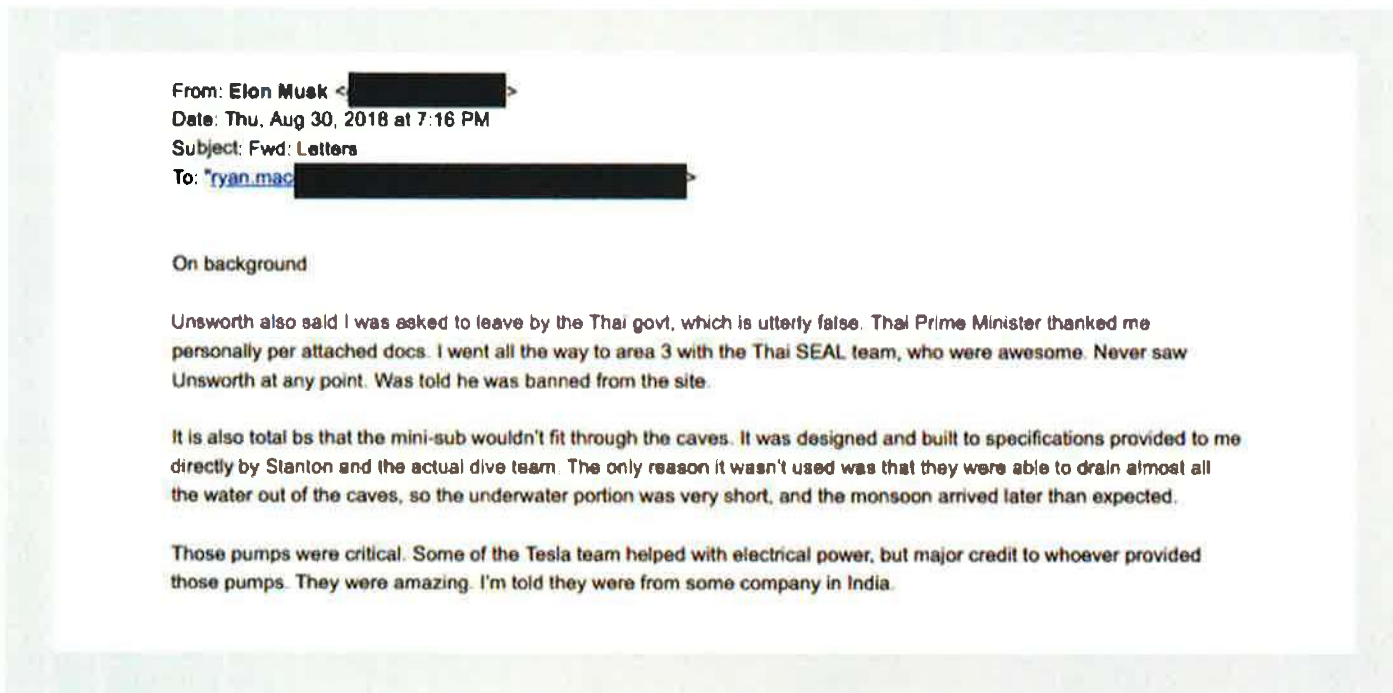 From: Elon Musk < >
Date: Thu, Aug 30, 2018 at 7:16 PM
Subject: Fwd: Letters
To: "ryan.mac >
On background
Unsworth also said I was asked to leave by the Thai govt, which is utterly false. Thai Prime Minister thanked me
personally per attached docs. I went all the way to area 3 with the Thai SEAL team, who were awesome. Never saw
Unsworth at any point. Was told he was banned from the site.
It is also total bs that the mini-sub wouldn't fit through the caves. It was designed and built to specifications provided to me
directly by Stanton and the actual dive team. The only reason it wasn't used was that they were able to drain almost all
the water out of the caves, so the underwater portion was very short, and the monsoon arrived later than expected.
Those pumps were critical. Some of the Tesla team helped with electrical power, but major credit to whoever provided
those pumps. They were amazing. I'm told they were from some company in India.